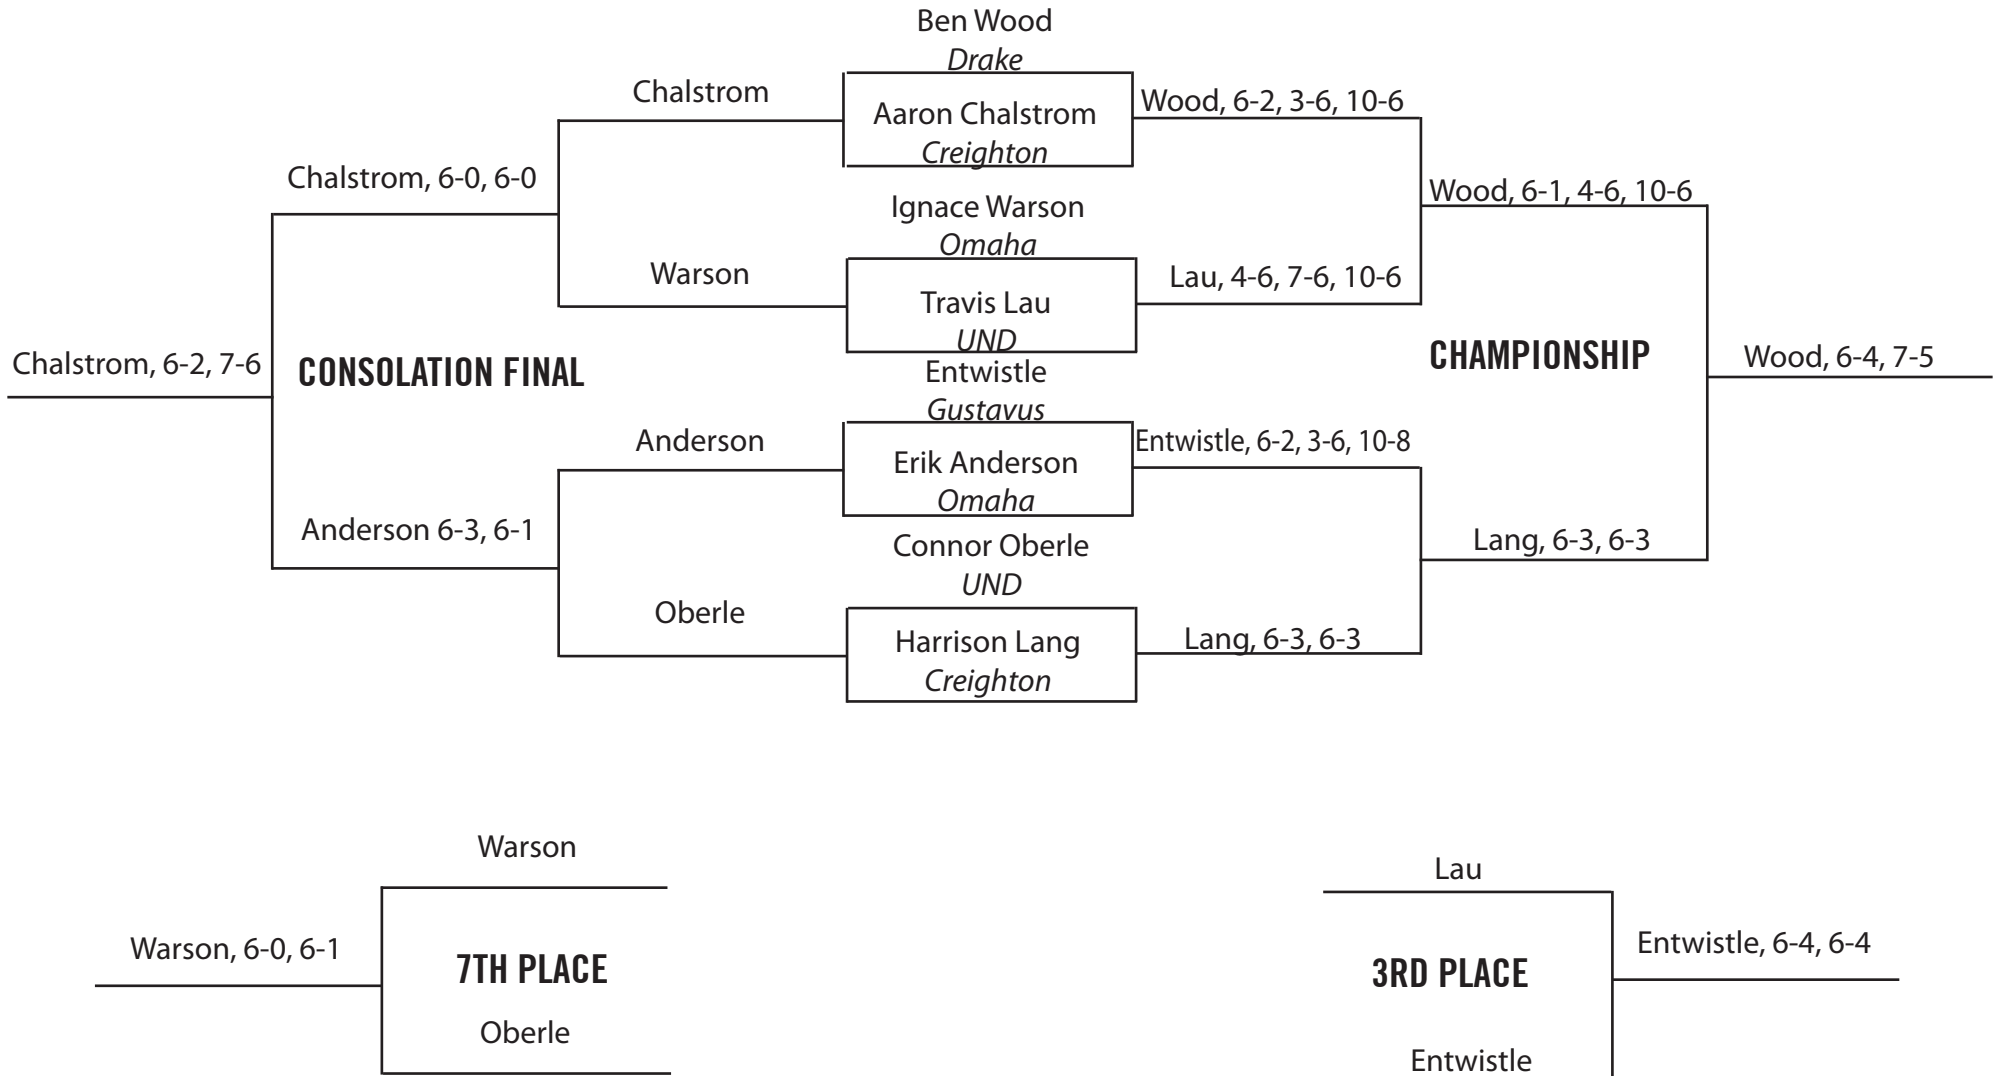 Ben Wood
Drake
Chalstrom
Aaron Chalstrom
Creighton
Wood, 6-2, 3-6, 10-6
Chalstrom, 6-0, 6-0
Ignace Warson
Omaha
Wood, 6-1, 4-6, 10-6
Warson
Travis Lau
UND
Lau, 4-6, 7-6, 10-6
Chalstrom, 6-2, 7-6
CONSOLATION FINAL
Entwistle
Gustavus
CHAMPIONSHIP
Wood, 6-4, 7-5
Anderson
Erik Anderson
Omaha
Entwistle, 6-2, 3-6, 10-8
Anderson 6-3, 6-1
Connor Oberle
UND
Lang, 6-3, 6-3
Oberle
Harrison Lang
Creighton
Lang, 6-3, 6-3
Warson
Lau
Warson, 6-0, 6-1
7TH PLACE
3RD PLACE
Entwistle, 6-4, 6-4
Oberle
Entwistle